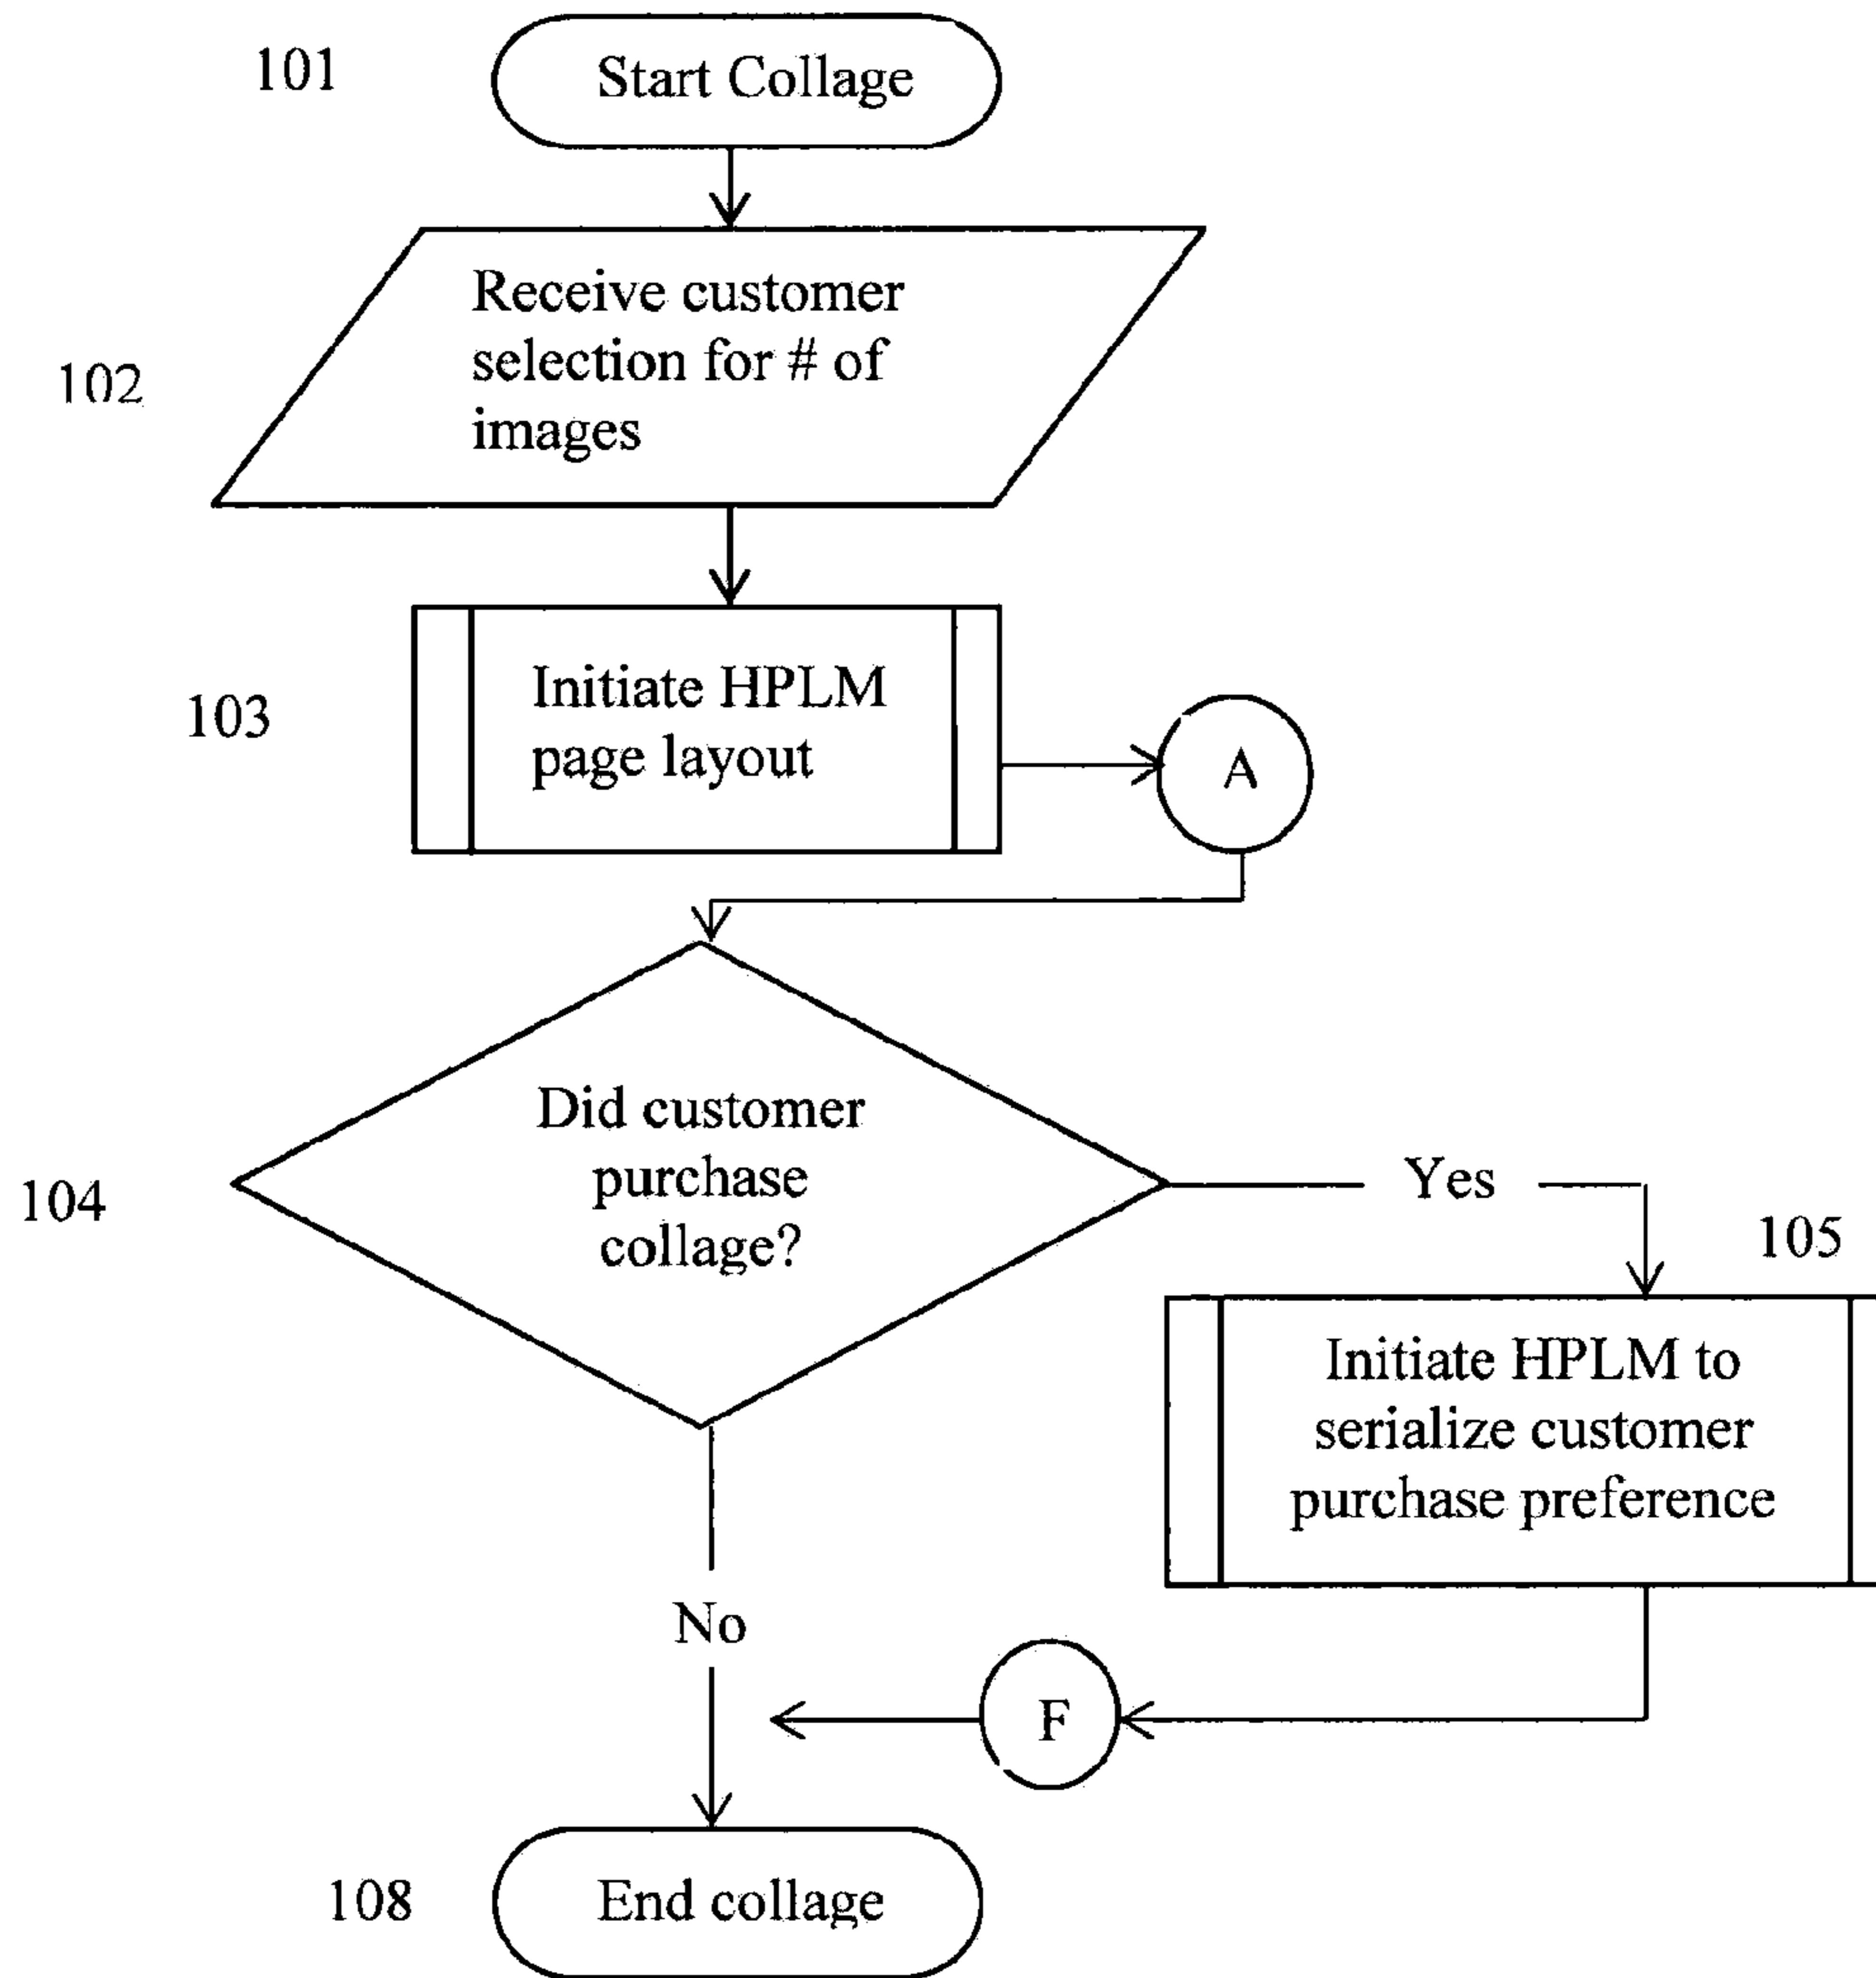 101
Start Collage
102
Receive customer
selection for # of
images
103
Initiate HPLM
page layout
A
104
Did customer
purchase
collage?
Yes
105
Initiate HPLM to
serialize customer
purchase preference
No
F
108
End collage